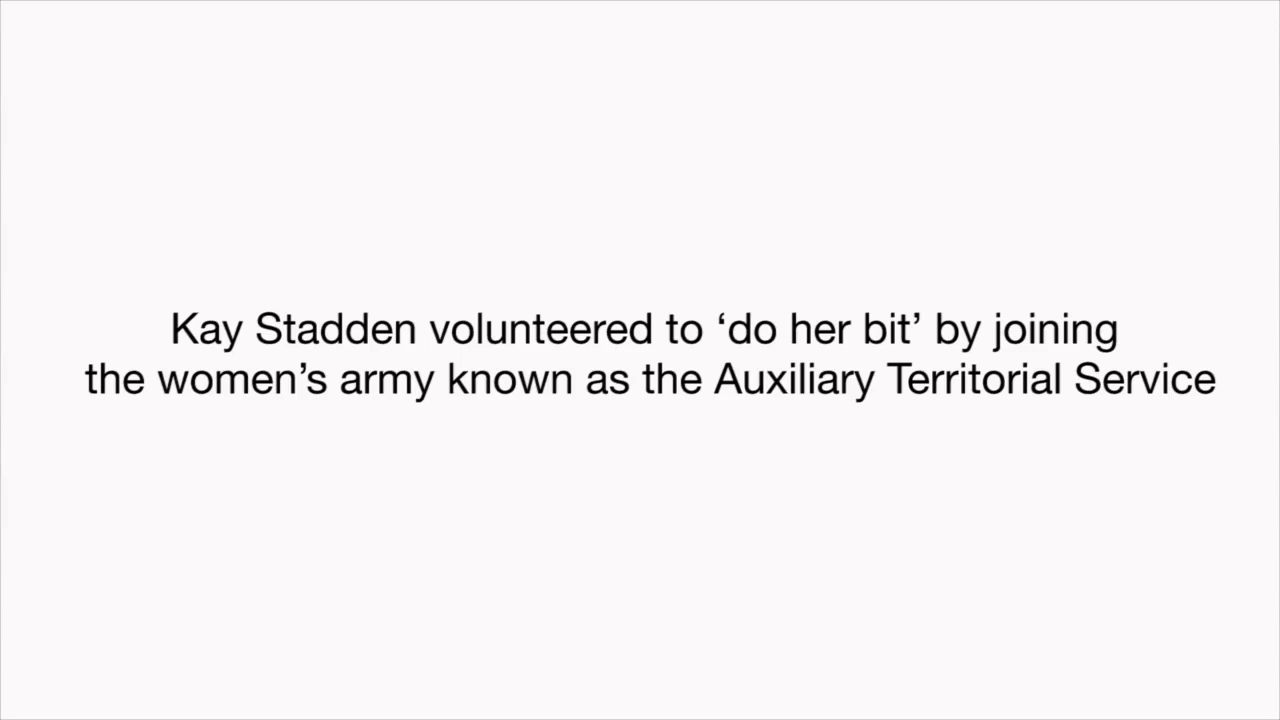 Kay Stadden volunteered to ‘do her bit’ by joining
the women’s army known as the Auxiliary Territorial Service